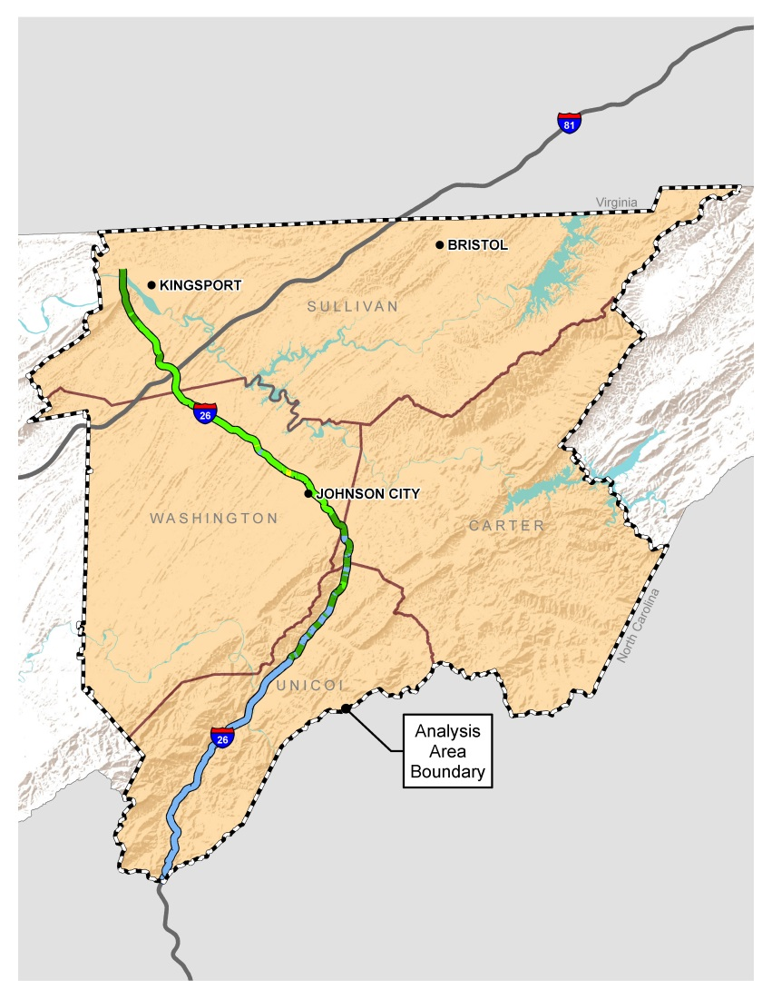 81
Virginia
BRISTOL
KINGSPORT
SULLIVAN
26
JOHNSON CITY
WASHINGTON
CARTER
North Carolina
UNICOI
26
Analysis
Area
Boundary